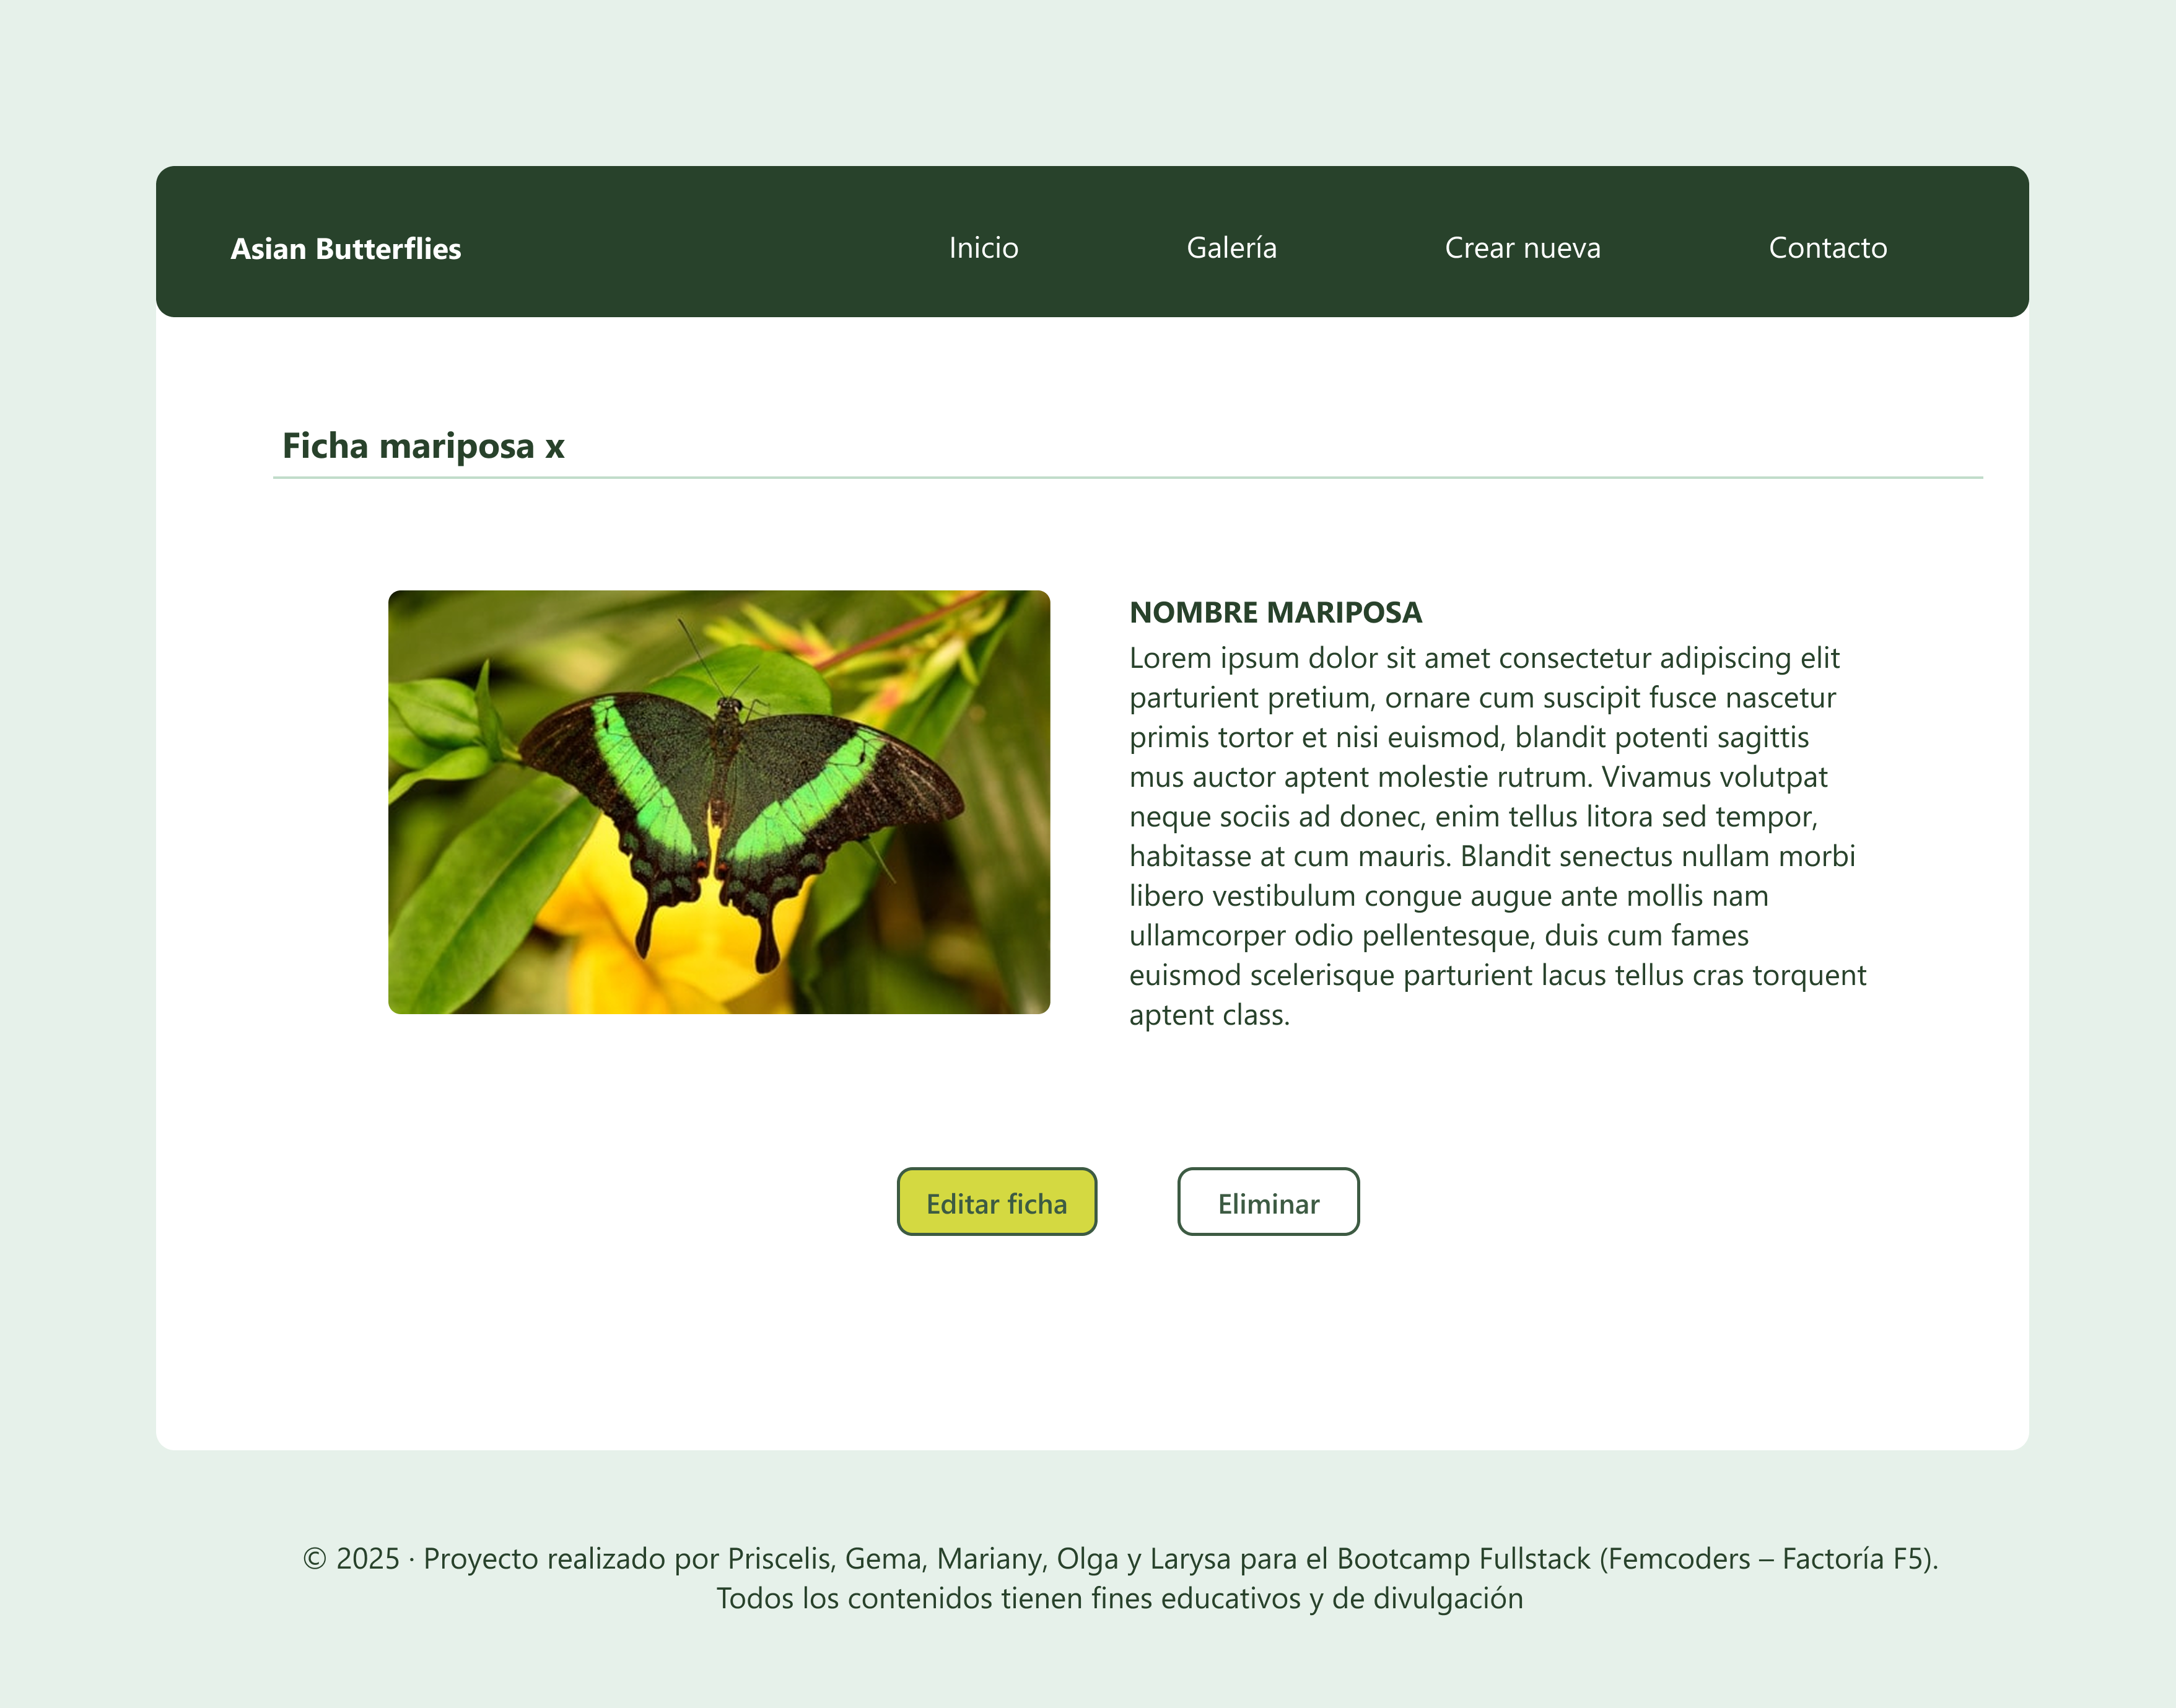 Asian Butterflies
Inicio
Galería
Crear nueva
Contacto
Ficha mariposa x
NOMBRE MARIPOSA
Lorem ipsum dolor sit amet consectetur adipiscing elit
parturient pretium, ornare cum suscipit fusce nascetur
primis tortor et nisi euismod, blandit potenti sagittis
mus auctor aptent molestie rutrum. Vivamus volutpat
neque sociis ad donec, enim tellus litora sed tempor,
habitasse at cum mauris. Blandit senectus nullam morbi
libero vestibulum congue augue ante mollis nam
ullamcorper odio pellentesque, duis cum fames
euismod scelerisque parturient lacus tellus cras torquent
aptent class.
Editar ficha
Eliminar
© 2025 · Proyecto realizado por Priscelis, Gema, Mariany, Olga y Larysa para el Bootcamp Fullstack (Femcoders – Factoría F5).
Todos los contenidos tienen fines educativos y de divulgación